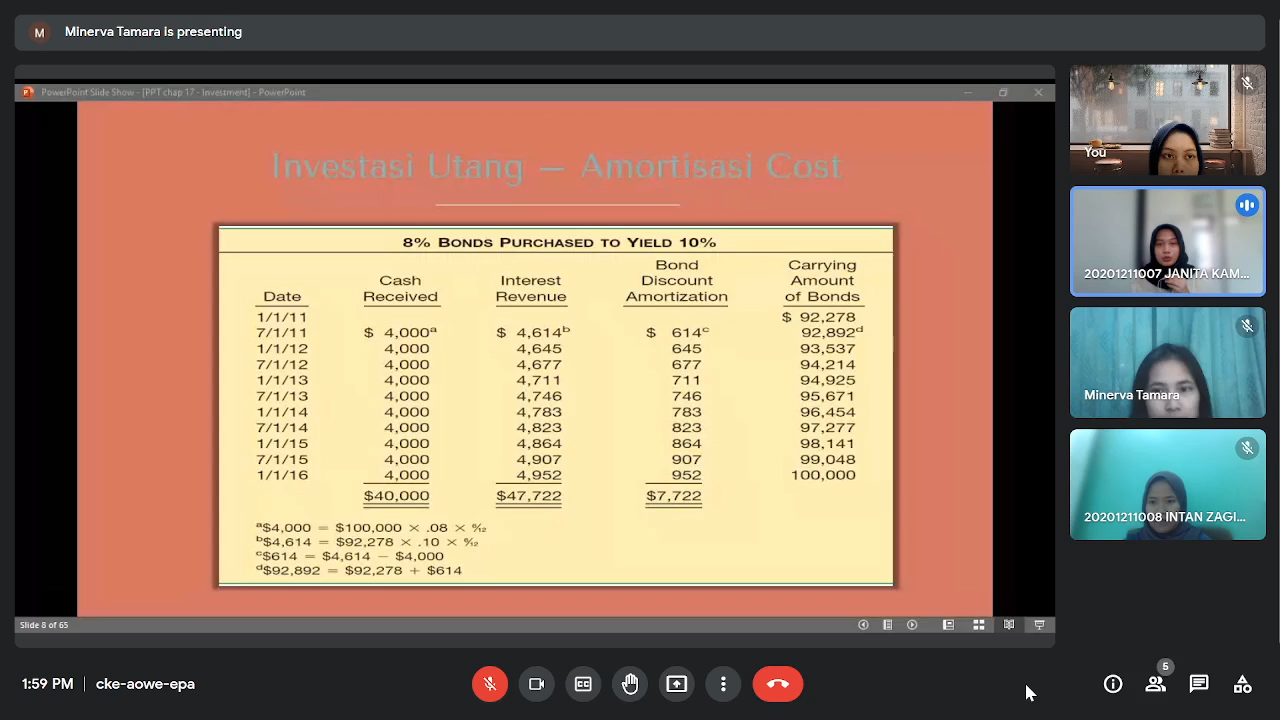 M Minerva Tamara is presenting
PowerPoint Slide Show - [PPT chap 17 - Investment] - PowerPoint
Investasi Utang – Amortisasi Cost
8% BONDS PURCHASED TO YIELD 10%
Date Cash Received Interest Revenue Bond Discount Amortization Carrying Amount of Bonds
1/1/11 $ 92,278
7/1/11 $ 4,000a $ 4,614b $ 614c 92,892d
1/1/12 4,000 4,645 645 93,537
7/1/12 4,000 4,677 677 94,214
1/1/13 4,000 4,711 711 94,925
7/1/13 4,000 4,746 746 95,671
1/1/14 4,000 4,783 783 96,454
7/1/14 4,000 4,823 823 97,277
1/1/15 4,000 4,864 864 98,141
7/1/15 4,000 4,907 907 99,048
1/1/16 4,000 4,952 952 100,000
$40,000 $47,722 $7,722
a$4,000 = $100,000 × .08 × 6/12
b$4,614 = $92,278 × .10 × 6/12
c$614 = $4,614 − $4,000
d$92,892 = $92,278 + $614
Slide 8 of 65
You
20201211007 JANITA KAM...
Minerva Tamara
20201211008 INTAN ZAGI...
1:59 PM | cke-aowe-epa
CC
5